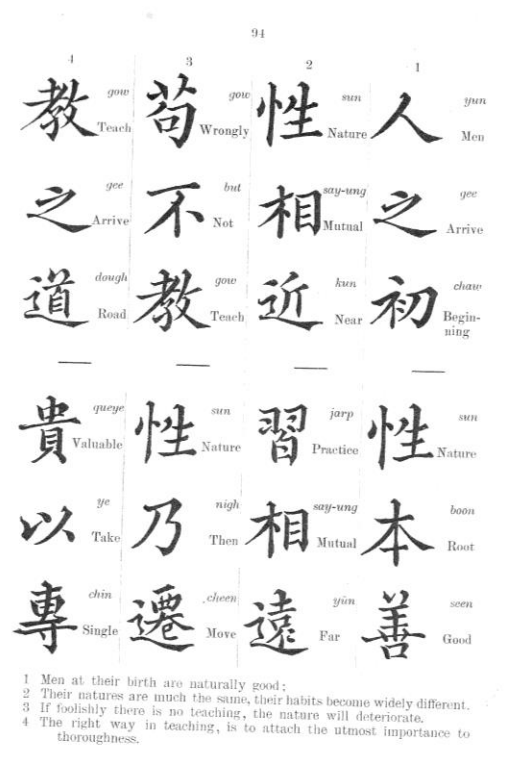 94
1
人 yun Men
之 gee Arrive
初 chaw Begin-
ning
性 sun Nature
本 boon Root
善 seen Good
2
性 sun Nature
相 say-ung Mutual
近 kun Near
習 jarp Practice
相 say-ung Mutual
遠 yün Far
3
苟 gow Wrongly
不 but Not
教 gow Teach
性 sun Nature
乃 nigh Then
遷 cheen Move
4
教 gow Teach
之 gee Arrive
道 dough Road
貴 queye Valuable
以 ye Take
專 chin Single
1 Men at their birth are naturally good;
2 Their natures are much the same, their habits become widely different.
3 If foolishly there is no teaching, the nature will deteriorate.
4 The right way in teaching, is to attach the utmost importance to
thoroughness.